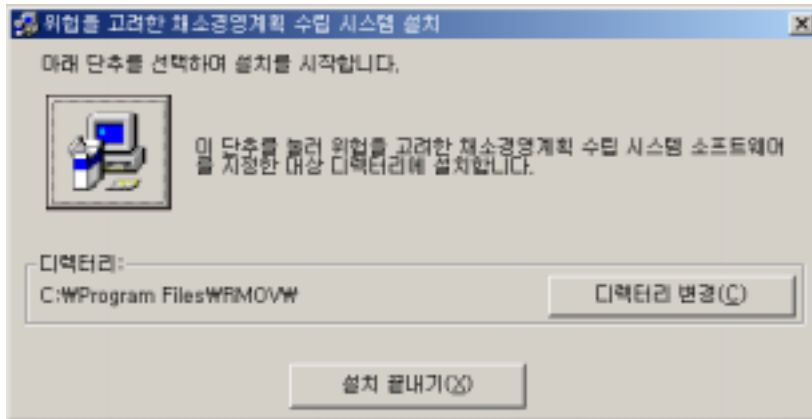 위험를 고려한 채소경영계획 수립 시스템 설치
아래 단추를 선택하여 설치를 시작합니다.
이 단추를 눌러 위험를 고려한 채소경영계획 수립 시스템 소프트웨어
를 지정한 대상 디렉터리에 설치합니다.
디렉터리:
C:₩Program Files₩RMOV₩
디렉터리 변경(C)
설치 끝내기(X)